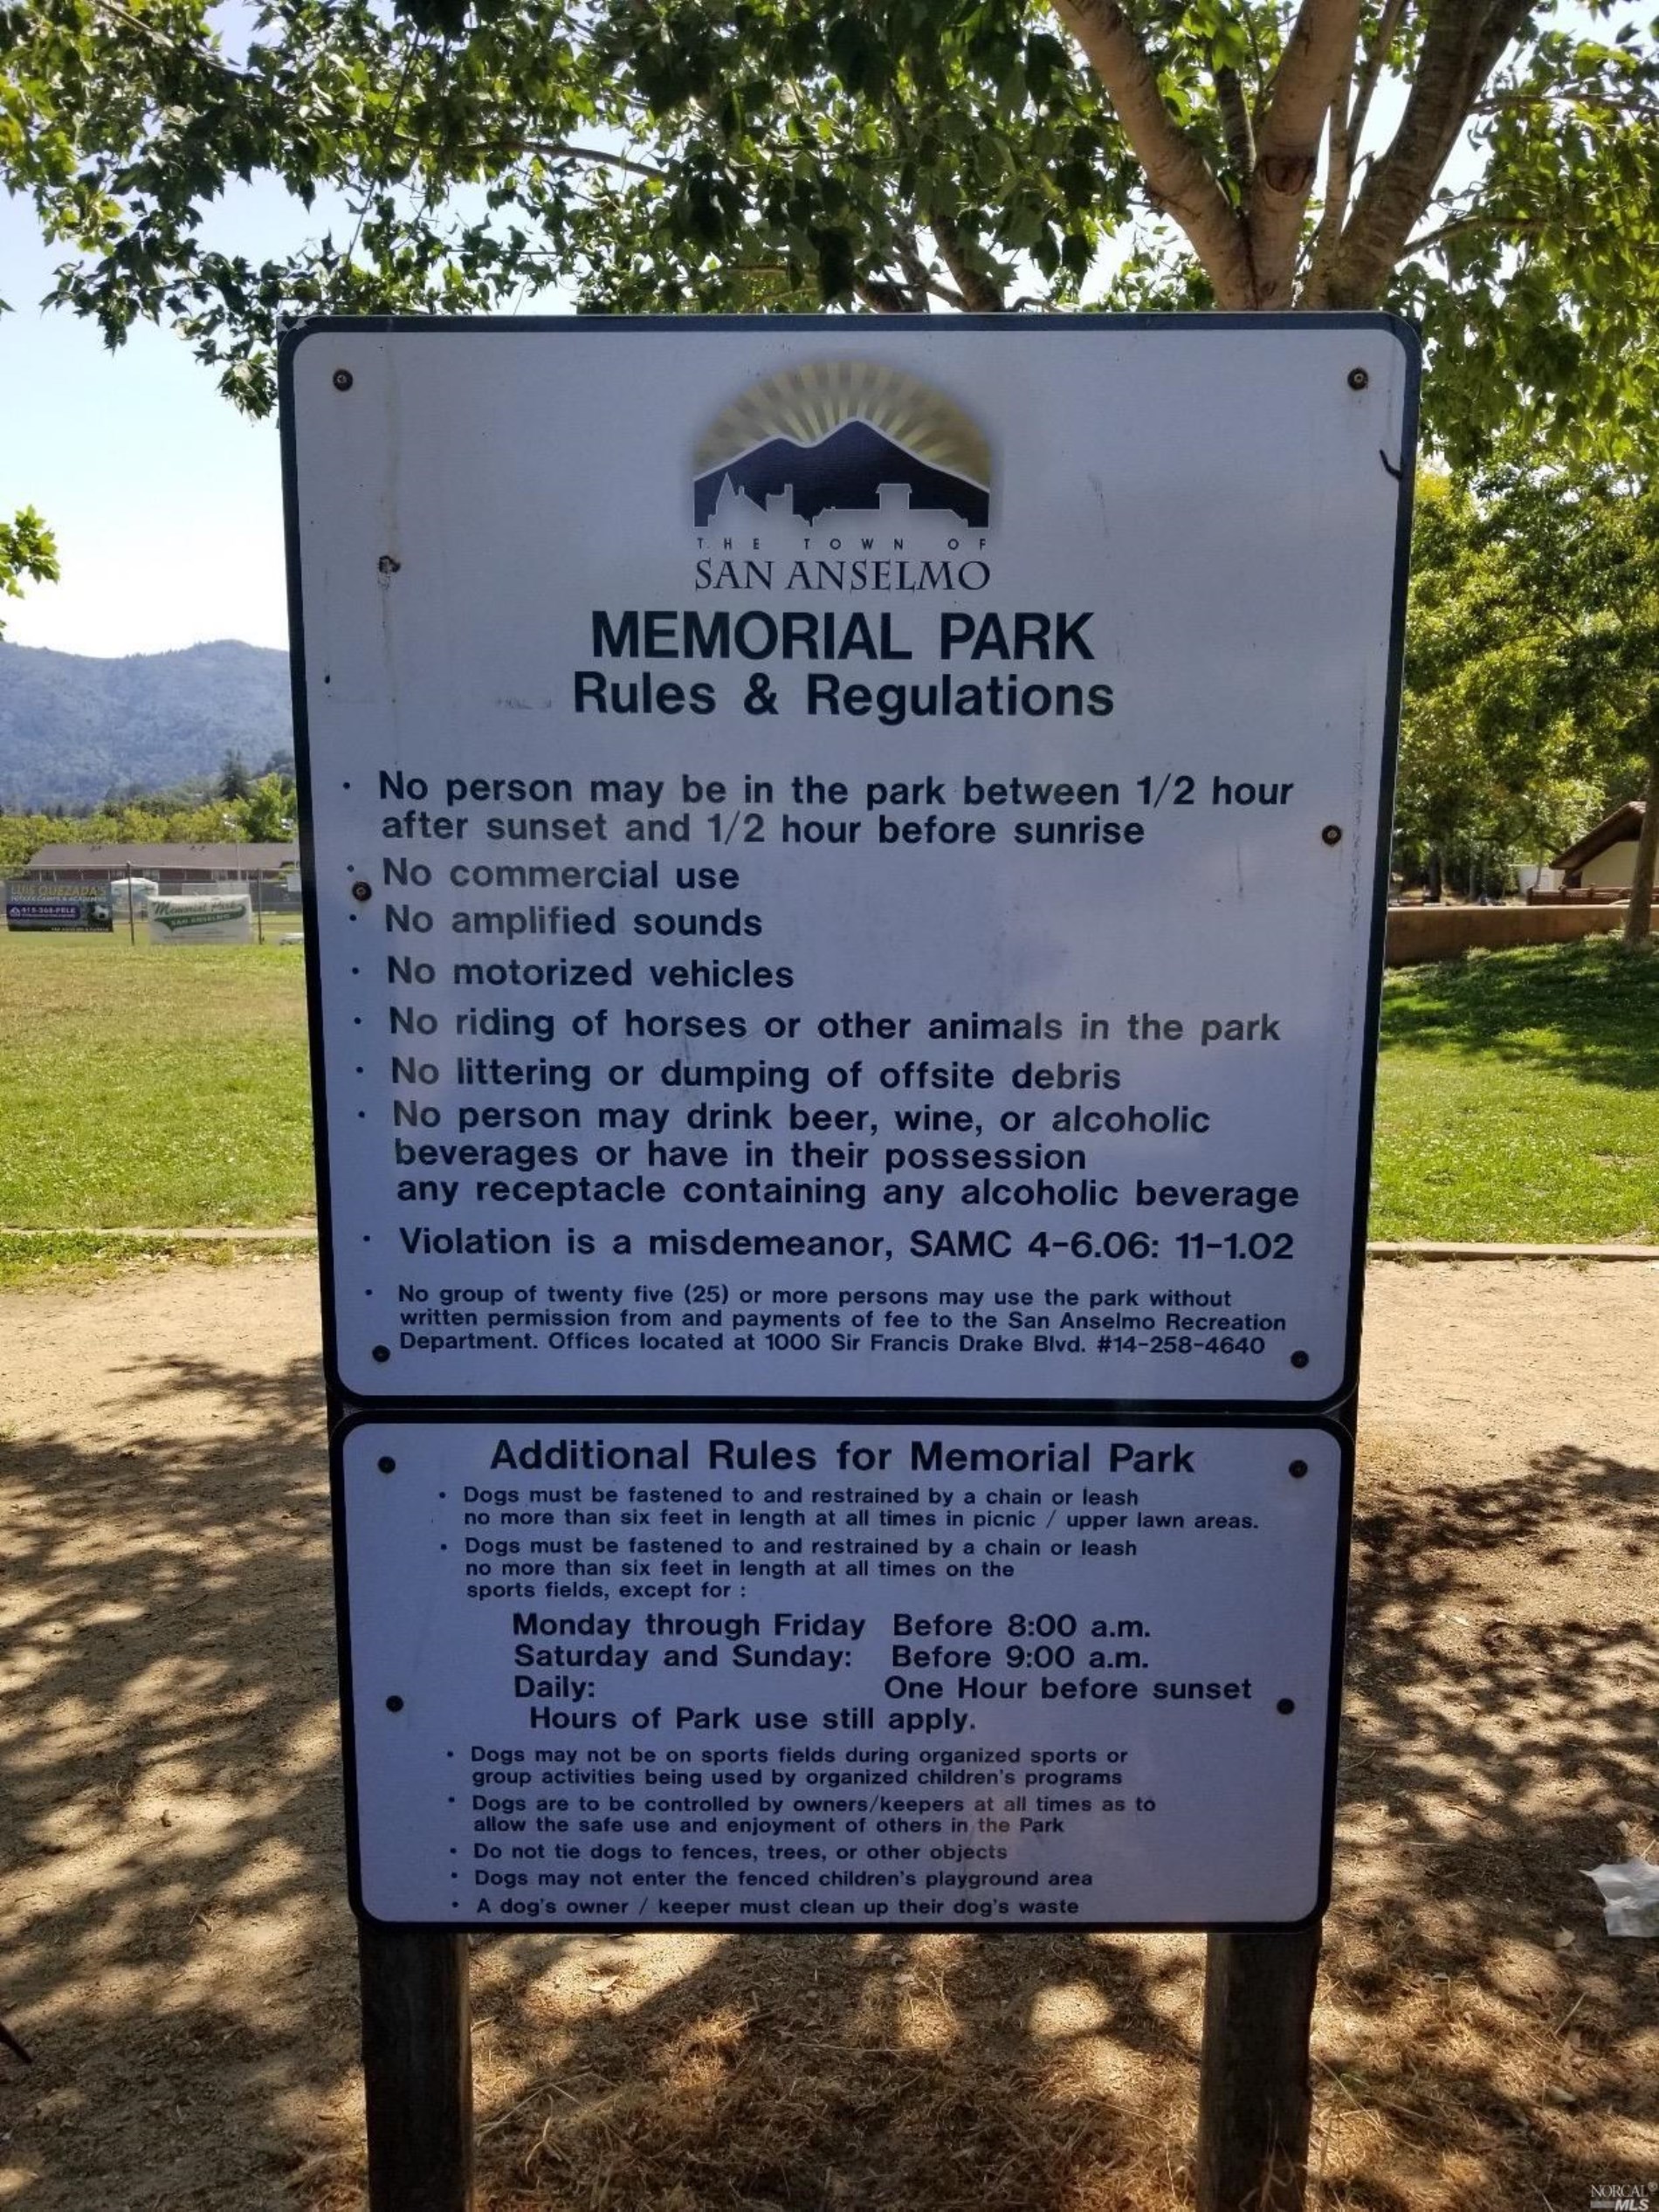 THE TOWN OF
SAN ANSELMO
MEMORIAL PARK
Rules & Regulations
· No person may be in the park between 1/2 hour
after sunset and 1/2 hour before sunrise
· No commercial use
· No amplified sounds
· No motorized vehicles
· No riding of horses or other animals in the park
· No littering or dumping of offsite debris
· No person may drink beer, wine, or alcoholic
beverages or have in their possession
any receptacle containing any alcoholic beverage
· Violation is a misdemeanor, SAMC 4-6.06: 11-1.02
· No group of twenty five (25) or more persons may use the park without
written permission from and payments of fee to the San Anselmo Recreation
Department. Offices located at 1000 Sir Francis Drake Blvd. #14-258-4640
Additional Rules for Memorial Park
· Dogs must be fastened to and restrained by a chain or leash
no more than six feet in length at all times in picnic / upper lawn areas.
· Dogs must be fastened to and restrained by a chain or leash
no more than six feet in length at all times on the
sports fields, except for :
Monday through Friday Before 8:00 a.m.
Saturday and Sunday: Before 9:00 a.m.
Daily: One Hour before sunset
Hours of Park use still apply.
· Dogs may not be on sports fields during organized sports or
group activities being used by organized children's programs
· Dogs are to be controlled by owners/keepers at all times as to
allow the safe use and enjoyment of others in the Park
· Do not tie dogs to fences, trees, or other objects
· Dogs may not enter the fenced children's playground area
· A dog's owner / keeper must clean up their dog's waste
LUIS QUEZADA'S
415-368-PELE
Memorial Park
SAN ANSELMO
NORCAL
MLS